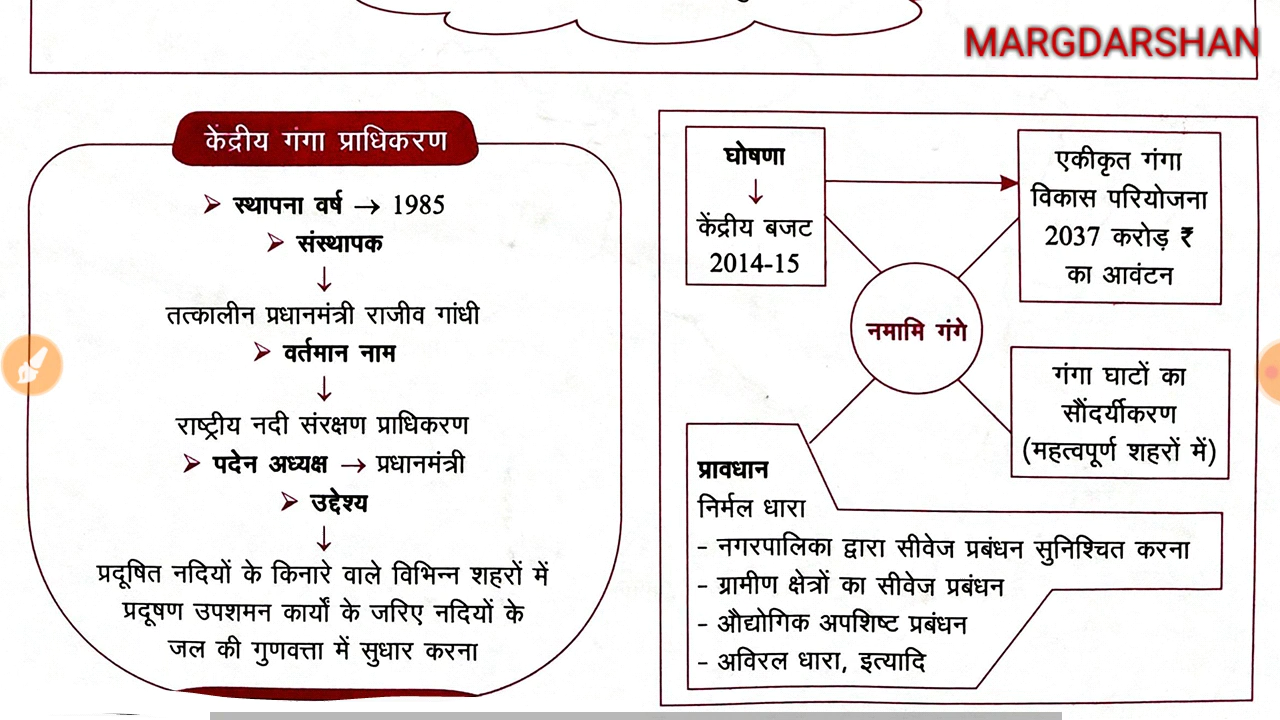 MARGDARSHAN
केंद्रीय गंगा प्राधिकरण
➢ स्थापना वर्ष → 1985
➢ संस्थापक
↓
तत्कालीन प्रधानमंत्री राजीव गांधी
➢ वर्तमान नाम
↓
राष्ट्रीय नदी संरक्षण प्राधिकरण
➢ पदेन अध्यक्ष → प्रधानमंत्री
➢ उद्देश्य
↓
प्रदूषित नदियों के किनारे वाले विभिन्न शहरों में
प्रदूषण उपशमन कार्यों के जरिए नदियों के
जल की गुणवत्ता में सुधार करना
घोषणा
↓
केंद्रीय बजट
2014-15
एकीकृत गंगा
विकास परियोजना
2037 करोड़ ₹
का आवंटन
नमामि गंगे
गंगा घाटों का
सौंदर्यीकरण
(महत्वपूर्ण शहरों में)
प्रावधान
निर्मल धारा
- नगरपालिका द्वारा सीवेज प्रबंधन सुनिश्चित करना
- ग्रामीण क्षेत्रों का सीवेज प्रबंधन
- औद्योगिक अपशिष्ट प्रबंधन
- अविरल धारा, इत्यादि